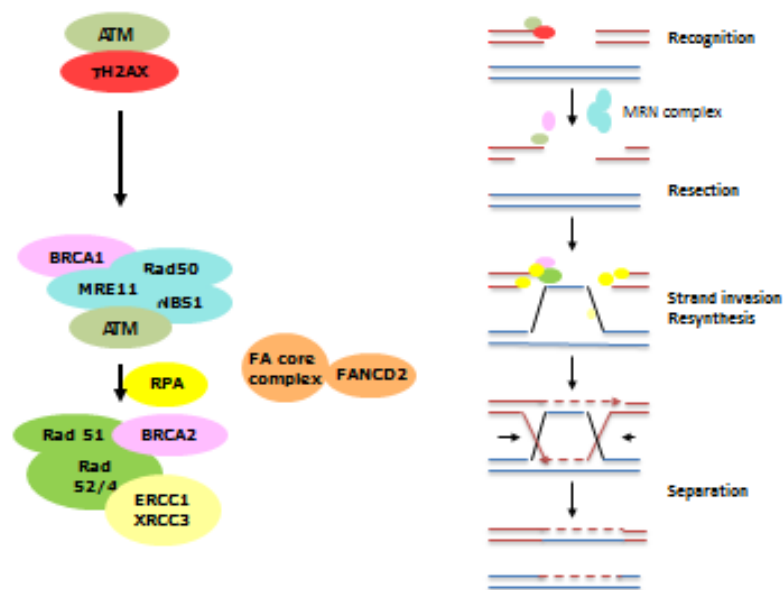 ATM
γH2AX
BRCA1
Rad50
MRE11
NBS1
ATM
RPA
FA core
complex
FANCD2
Rad 51
BRCA2
Rad
52/4
ERCC1
XRCC3
Recognition
MRN complex
Resection
Strand invasion
Resynthesis
Separation